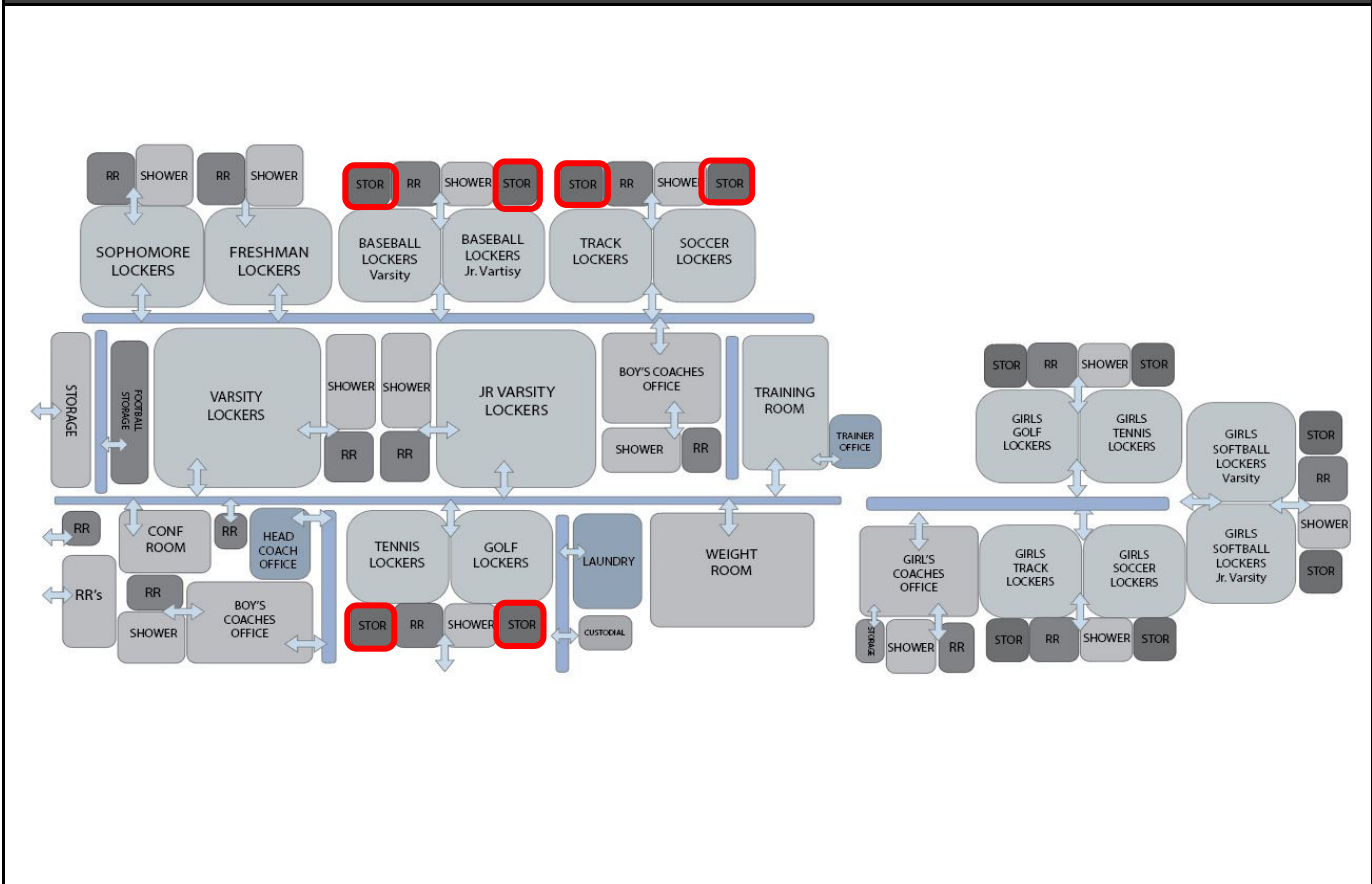 RR
SHOWER
RR
SHOWER
STOR
RR
SHOWER
STOR
STOR
RR
SHOWE
STOR
SOPHOMORE
LOCKERS
FRESHMAN
LOCKERS
BASEBALL
LOCKERS
Varsity
BASEBALL
LOCKERS
Jr. Vartisy
TRACK
LOCKERS
SOCCER
LOCKERS
STORAGE
FOOTBALL
STORAGE
VARSITY
LOCKERS
SHOWER
RR
SHOWER
RR
JR VARSITY
LOCKERS
BOY'S COACHES
OFFICE
SHOWER
RR
TRAINING
ROOM
TRAINER
OFFICE
RR
RR's
CONF
ROOM
RR
HEAD
COACH
OFFICE
RR
SHOWER
BOY'S
COACHES
OFFICE
TENNIS
LOCKERS
GOLF
LOCKERS
STOR
RR
SHOWER
STOR
LAUNDRY
CUSTODIAL
WEIGHT
ROOM
STOR
RR
SHOWER
STOR
GIRLS
GOLF
LOCKERS
GIRLS
TENNIS
LOCKERS
GIRLS
SOFTBALL
LOCKERS
Varsity
GIRLS
SOFTBALL
LOCKERS
Jr. Varsity
STOR
RR
SHOWER
STOR
GIRL'S
COACHES
OFFICE
STORAGE
SHOWER
RR
GIRLS
TRACK
LOCKERS
GIRLS
SOCCER
LOCKERS
STOR
RR
SHOWER
STOR